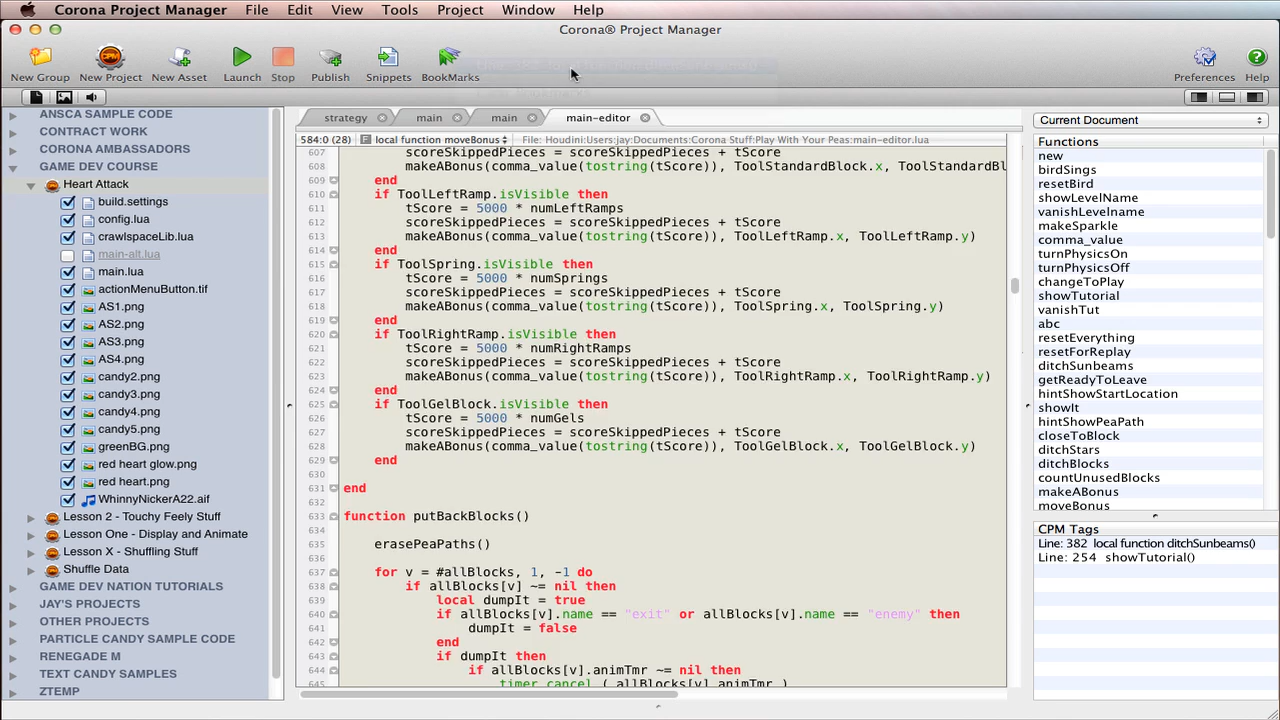 Corona Project Manager File Edit View Tools Project Window Help
Corona® Project Manager
New Group New Project New Asset Launch Stop Publish Snippets BookMarks Preferences Help
ANSCA SAMPLE CODE
CONTRACT WORK
CORONA AMBASSADORS
GAME DEV COURSE
Heart Attack
build.settings
config.lua
crawlspaceLib.lua
main-alt.lua
main.lua
actionMenuButton.tif
AS1.png
AS2.png
AS3.png
AS4.png
candy2.png
candy3.png
candy4.png
candy5.png
greenBG.png
red heart glow.png
red heart.png
WhinnyNickerA22.aif
Lesson 2 - Touchy Feely Stuff
Lesson One - Display and Animate
Lesson X - Shuffling Stuff
Shuffle Data
GAME DEV NATION TUTORIALS
JAY'S PROJECTS
OTHER PROJECTS
PARTICLE CANDY SAMPLE CODE
RENEGADE M
TEXT CANDY SAMPLES
ZTEMP
strategy main main main-editor
584:0 (28) local function moveBonus File: Houdini:Users:jay:Documents:Corona Stuff:Play With Your Peas:main-editor.lua
607 scoreSkippedPieces = scoreSkippedPieces + tScore
608 makeABonus(comma_value(tostring(tScore)), ToolStandardBlock.x, ToolStandardBl
609 end
610 if ToolLeftRamp.isVisible then
611 tScore = 5000 * numLeftRamps
612 scoreSkippedPieces = scoreSkippedPieces + tScore
613 makeABonus(comma_value(tostring(tScore)), ToolLeftRamp.x, ToolLeftRamp.y)
614 end
615 if ToolSpring.isVisible then
616 tScore = 5000 * numSprings
617 scoreSkippedPieces = scoreSkippedPieces + tScore
618 makeABonus(comma_value(tostring(tScore)), ToolSpring.x, ToolSpring.y)
619 end
620 if ToolRightRamp.isVisible then
621 tScore = 5000 * numRightRamps
622 scoreSkippedPieces = scoreSkippedPieces + tScore
623 makeABonus(comma_value(tostring(tScore)), ToolRightRamp.x, ToolRightRamp.y)
624 end
625 if ToolGelBlock.isVisible then
626 tScore = 5000 * numGels
627 scoreSkippedPieces = scoreSkippedPieces + tScore
628 makeABonus(comma_value(tostring(tScore)), ToolGelBlock.x, ToolGelBlock.y)
629 end
630
631 end
632
633 function putBackBlocks()
634
635 erasePeaPaths()
636
637 for v = #allBlocks, 1, -1 do
638 if allBlocks[v] ~= nil then
639 local dumpIt = true
640 if allBlocks[v].name == "exit" or allBlocks[v].name == "enemy" then
641 dumpIt = false
642 end
643 if dumpIt then
644 if allBlocks[v].animTmr ~= nil then
645 timer.cancel ( allBlocks[v].animTmr )
Current Document
Functions
new
birdSings
resetBird
showLevelName
vanishLevelname
makeSparkle
comma_value
turnPhysicsOn
turnPhysicsOff
changeToPlay
showTutorial
vanishTut
abc
resetEverything
resetForReplay
ditchSunbeams
getReadyToLeave
hintShowStartLocation
showIt
hintShowPeaPath
closeToBlock
ditchStars
ditchBlocks
countUnusedBlocks
makeABonus
moveBonus
CPM Tags
Line: 382 local function ditchSunbeams()
Line: 254 showTutorial()